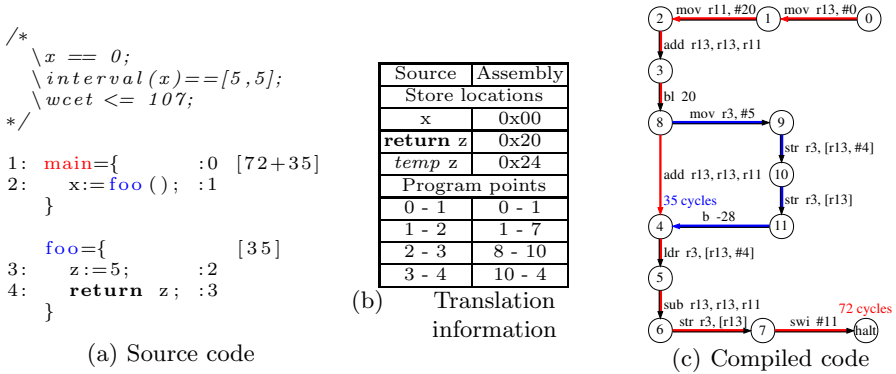 /*
\x == 0;
\interval(x)==[5,5];
\wcet <= 107;
*/
1: main={ :0 [72+35]
2: x:=foo(); :1
}
foo={ [35]
3: z:=5; :2
4: return z; :3
}
(a) Source code
Source Assembly
Store locations
x 0x00
return z 0x20
temp z 0x24
Program points
0 - 1 0 - 1
1 - 2 1 - 7
2 - 3 8 - 10
3 - 4 10 - 4
(b) Translation
information
2 mov r11, #20 1 mov r13, #0 0
add r13, r13, r11
3
bl 20
8 mov r3, #5 9
str r3, [r13, #4]
add r13, r13, r11 10
35 cycles str r3, [r13]
4 b -28 11
ldr r3, [r13, #4]
5
sub r13, r13, r11 72 cycles
6 str r3, [r13] 7 swi #11 halt
(c) Compiled code